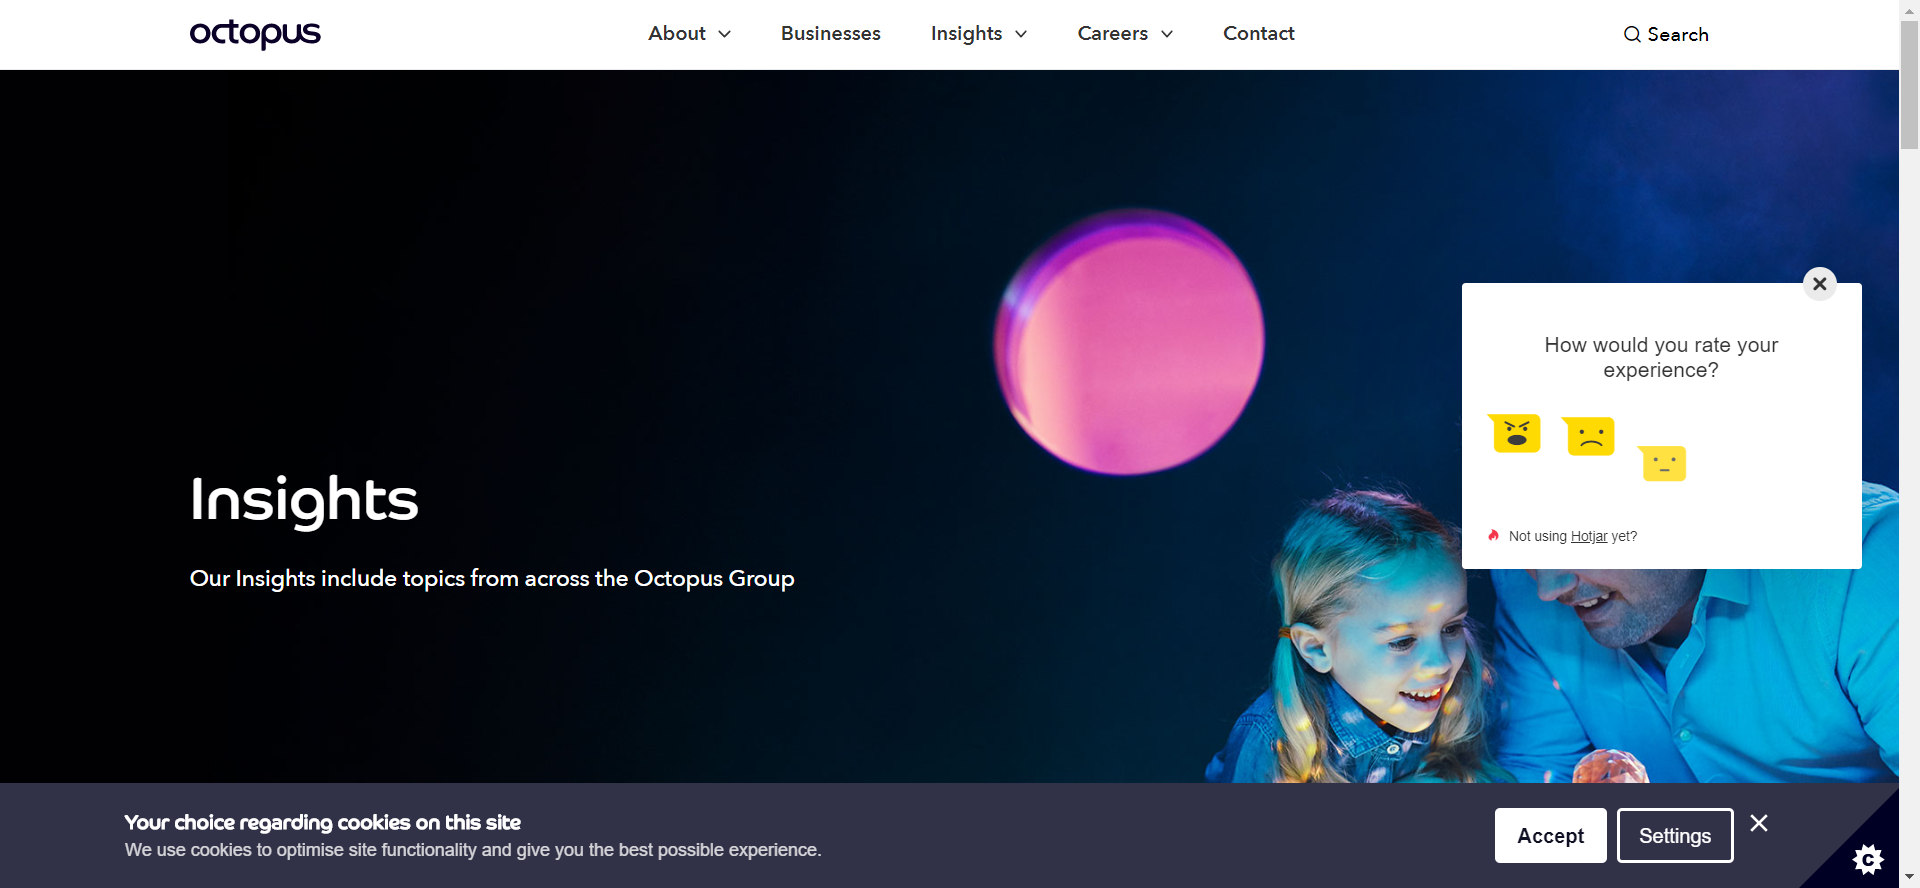 octopus
About
Businesses
Insights
Careers
Contact
Search
How would you rate your
experience?
Not using Hotjar yet?
Insights
Our Insights include topics from across the Octopus Group
Your choice regarding cookies on this site
We use cookies to optimise site functionality and give you the best possible experience.
Accept
Settings
C